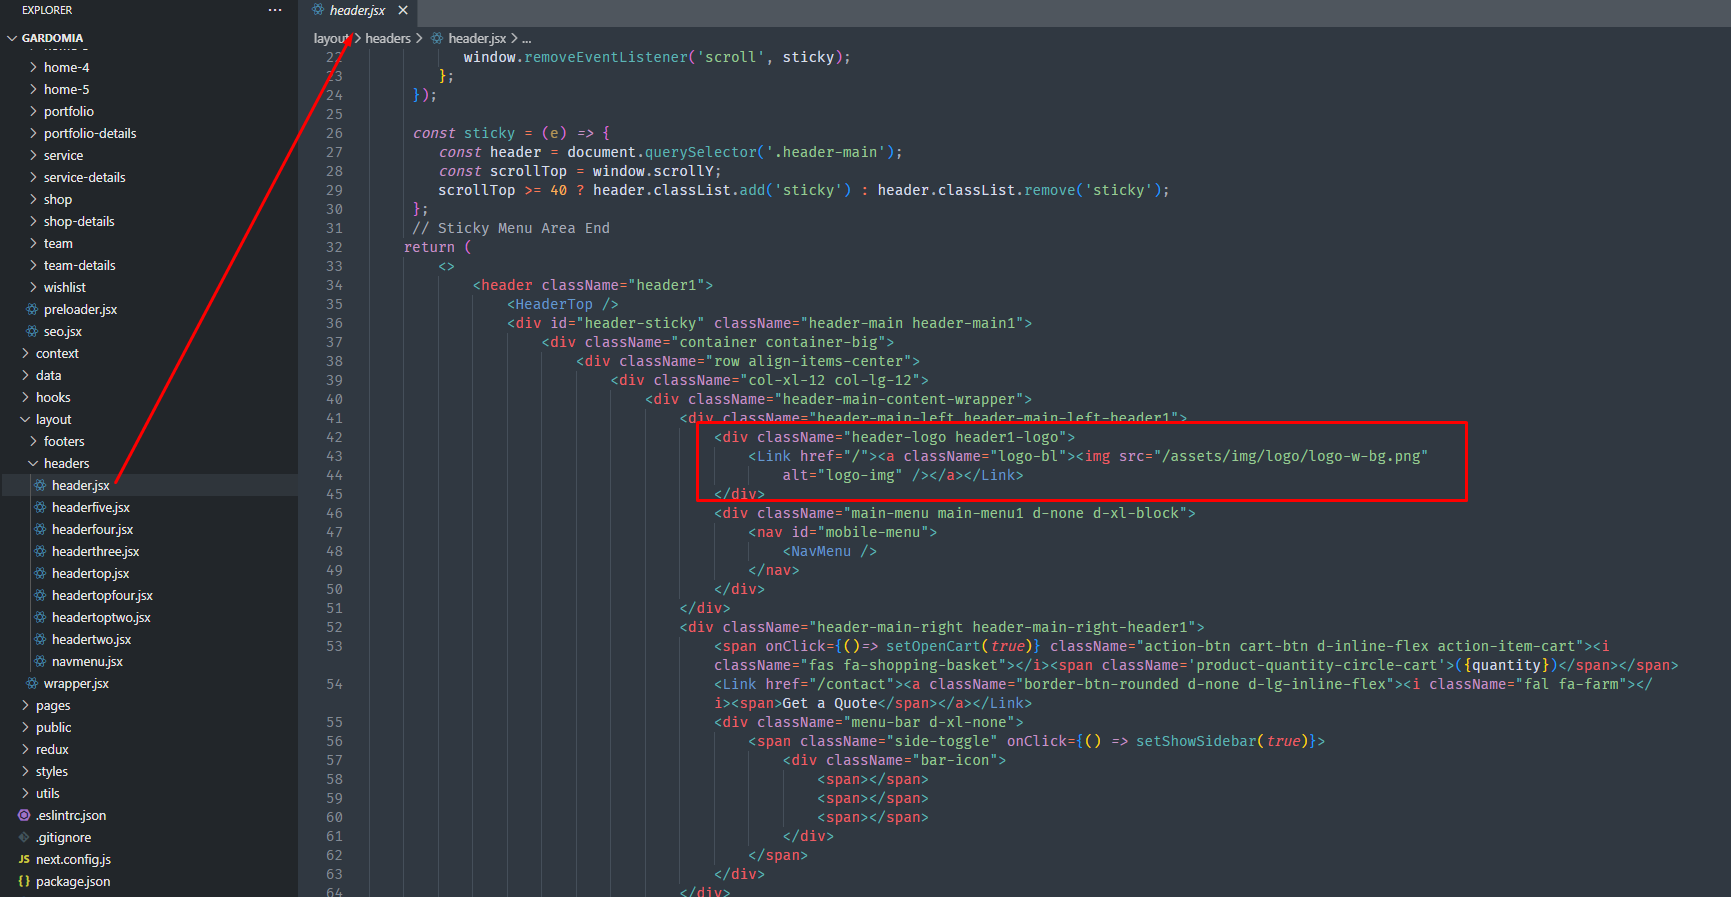 EXPLORER
···
GARDOMIA
home-4
home-5
portfolio
portfolio-details
service
service-details
shop
shop-details
team
team-details
wishlist
preloader.jsx
seo.jsx
context
data
hooks
layout
footers
headers
header.jsx
headerfive.jsx
headerfour.jsx
headerthree.jsx
headertop.jsx
headertopfour.jsx
headertoptwo.jsx
headertwo.jsx
navmenu.jsx
wrapper.jsx
pages
public
redux
styles
utils
.eslintrc.json
.gitignore
JS next.config.js
{} package.json
header.jsx ×
layout > headers > header.jsx > ...
22 window.removeEventListener('scroll', sticky);
23 };
24 });
25
26 const sticky = (e) => {
27 const header = document.querySelector('.header-main');
28 const scrollTop = window.scrollY;
29 scrollTop >= 40 ? header.classList.add('sticky') : header.classList.remove('sticky');
30 };
31 // Sticky Menu Area End
32 return (
33 <>
34 <header className="header1">
35 <HeaderTop />
36 <div id="header-sticky" className="header-main header-main1">
37 <div className="container container-big">
38 <div className="row align-items-center">
39 <div className="col-xl-12 col-lg-12">
40 <div className="header-main-content-wrapper">
41 <div className="header-main-left header-main-left-header1">
42 <div className="header-logo header1-logo">
43 <Link href="/"><a className="logo-bl"><img src="/assets/img/logo/logo-w-bg.png"
44 alt="logo-img" /></a></Link>
45 </div>
46 <div className="main-menu main-menu1 d-none d-xl-block">
47 <nav id="mobile-menu">
48 <NavMenu />
49 </nav>
50 </div>
51 </div>
52 <div className="header-main-right header-main-right-header1">
53 <span onClick={()=> setOpenCart(true)} className="action-btn cart-btn d-inline-flex action-item-cart"><i
className="fas fa-shopping-basket"></i><span className='product-quantity-circle-cart'>({quantity})</span></span>
54 <Link href="/contact"><a className="border-btn-rounded d-none d-lg-inline-flex"><i className="fal fa-farm"></
i><span>Get a Quote</span></a></Link>
55 <div className="menu-bar d-xl-none">
56 <span className="side-toggle" onClick={() => setShowSidebar(true)}>
57 <div className="bar-icon">
58 <span></span>
59 <span></span>
60 <span></span>
61 </div>
62 </span>
63 </div>
64 </div>